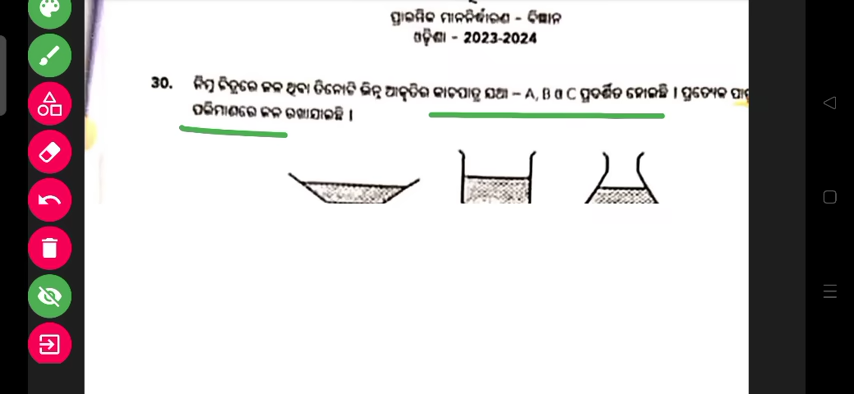 ପ୍ରାଥମିକ ମାନନିର୍ଦ୍ଧାରଣ - ବିଜ୍ଞାନ
ଓଡ଼ିଶା - 2023-2024
30. ନିମ୍ନ ଚିତ୍ରରେ ଜଳ ଥିବା ତିନୋଟି ଭିନ୍ନ ଆକୃତିର କାଚପାତ୍ର ଯଥା – A, B ଓ C ପ୍ରଦର୍ଶିତ ହୋଇଛି । ପ୍ରତ୍ୟେକ
ପରିମାଣରେ ଜଳ ରଖାଯାଇଛି ।